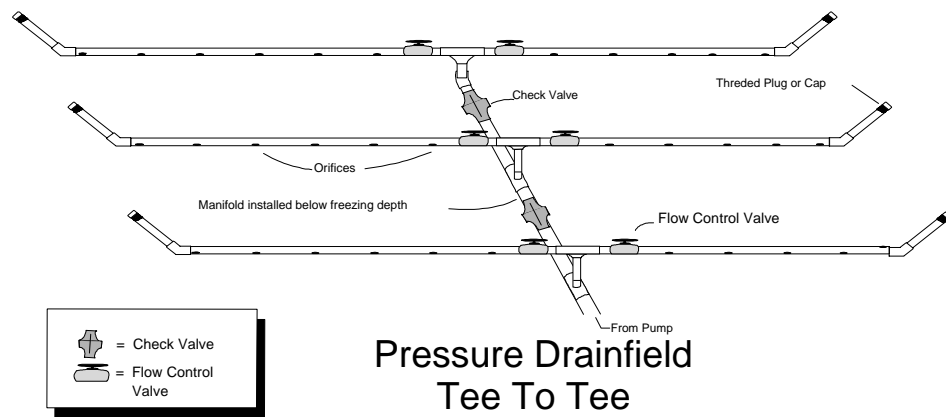 Check Valve
Threded Plug or Cap
Orifices
Manifold installed below freezing depth
Flow Control Valve
From Pump
= Check Valve
= Flow Control
Valve
Pressure Drainfield
Tee To Tee